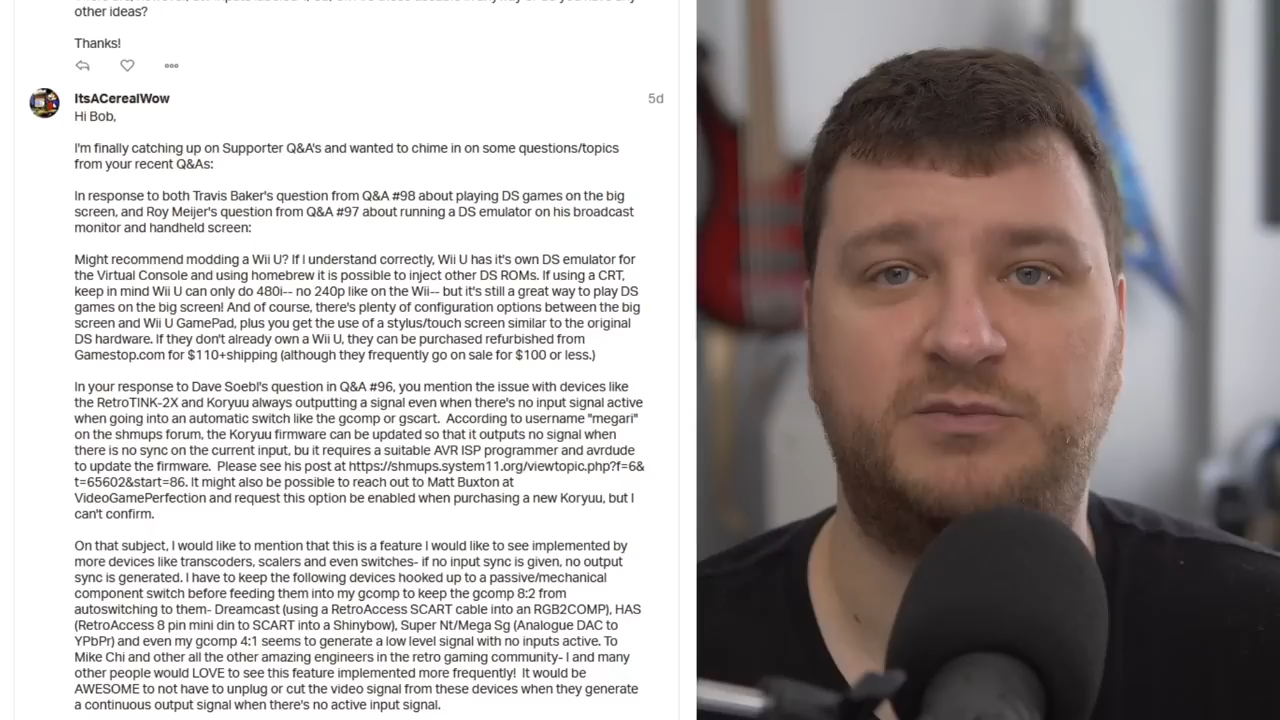 other ideas?
Thanks!
ItsACerealWow
5d
Hi Bob,
I'm finally catching up on Supporter Q&A's and wanted to chime in on some questions/topics
from your recent Q&As:
In response to both Travis Baker's question from Q&A #98 about playing DS games on the big
screen, and Roy Meijer's question from Q&A #97 about running a DS emulator on his broadcast
monitor and handheld screen:
Might recommend modding a Wii U? If I understand correctly, Wii U has it's own DS emulator for
the Virtual Console and using homebrew it is possible to inject other DS ROMs. If using a CRT,
keep in mind Wii U can only do 480i-- no 240p like on the Wii-- but it's still a great way to play DS
games on the big screen! And of course, there's plenty of configuration options between the big
screen and Wii U GamePad, plus you get the use of a stylus/touch screen similar to the original
DS hardware. If they don't already own a Wii U, they can be purchased refurbished from
Gamestop.com for $110+shipping (although they frequently go on sale for $100 or less.)
In your response to Dave Soebl's question in Q&A #96, you mention the issue with devices like
the RetroTINK-2X and Koryuu always outputting a signal even when there's no input signal active
when going into an automatic switch like the gcomp or gscart. According to username "megari"
on the shmups forum, the Koryuu firmware can be updated so that it outputs no signal when
there is no sync on the current input, bu it requires a suitable AVR ISP programmer and avrdude
to update the firmware. Please see his post at https://shmups.system11.org/viewtopic.php?f=6&
t=65602&start=86. It might also be possible to reach out to Matt Buxton at
VideoGamePerfection and request this option be enabled when purchasing a new Koryuu, but I
can't confirm.
On that subject, I would like to mention that this is a feature I would like to see implemented by
more devices like transcoders, scalers and even switches- if no input sync is given, no output
sync is generated. I have to keep the following devices hooked up to a passive/mechanical
component switch before feeding them into my gcomp to keep the gcomp 8:2 from
autoswitching to them- Dreamcast (using a RetroAccess SCART cable into an RGB2COMP), HAS
(RetroAccess 8 pin mini din to SCART into a Shinybow), Super Nt/Mega Sg (Analogue DAC to
YPbPr) and even my gcomp 4:1 seems to generate a low level signal with no inputs active. To
Mike Chi and other all the other amazing engineers in the retro gaming community- I and many
other people would LOVE to see this feature implemented more frequently! It would be
AWESOME to not have to unplug or cut the video signal from these devices when they generate
a continuous output signal when there's no active input signal.